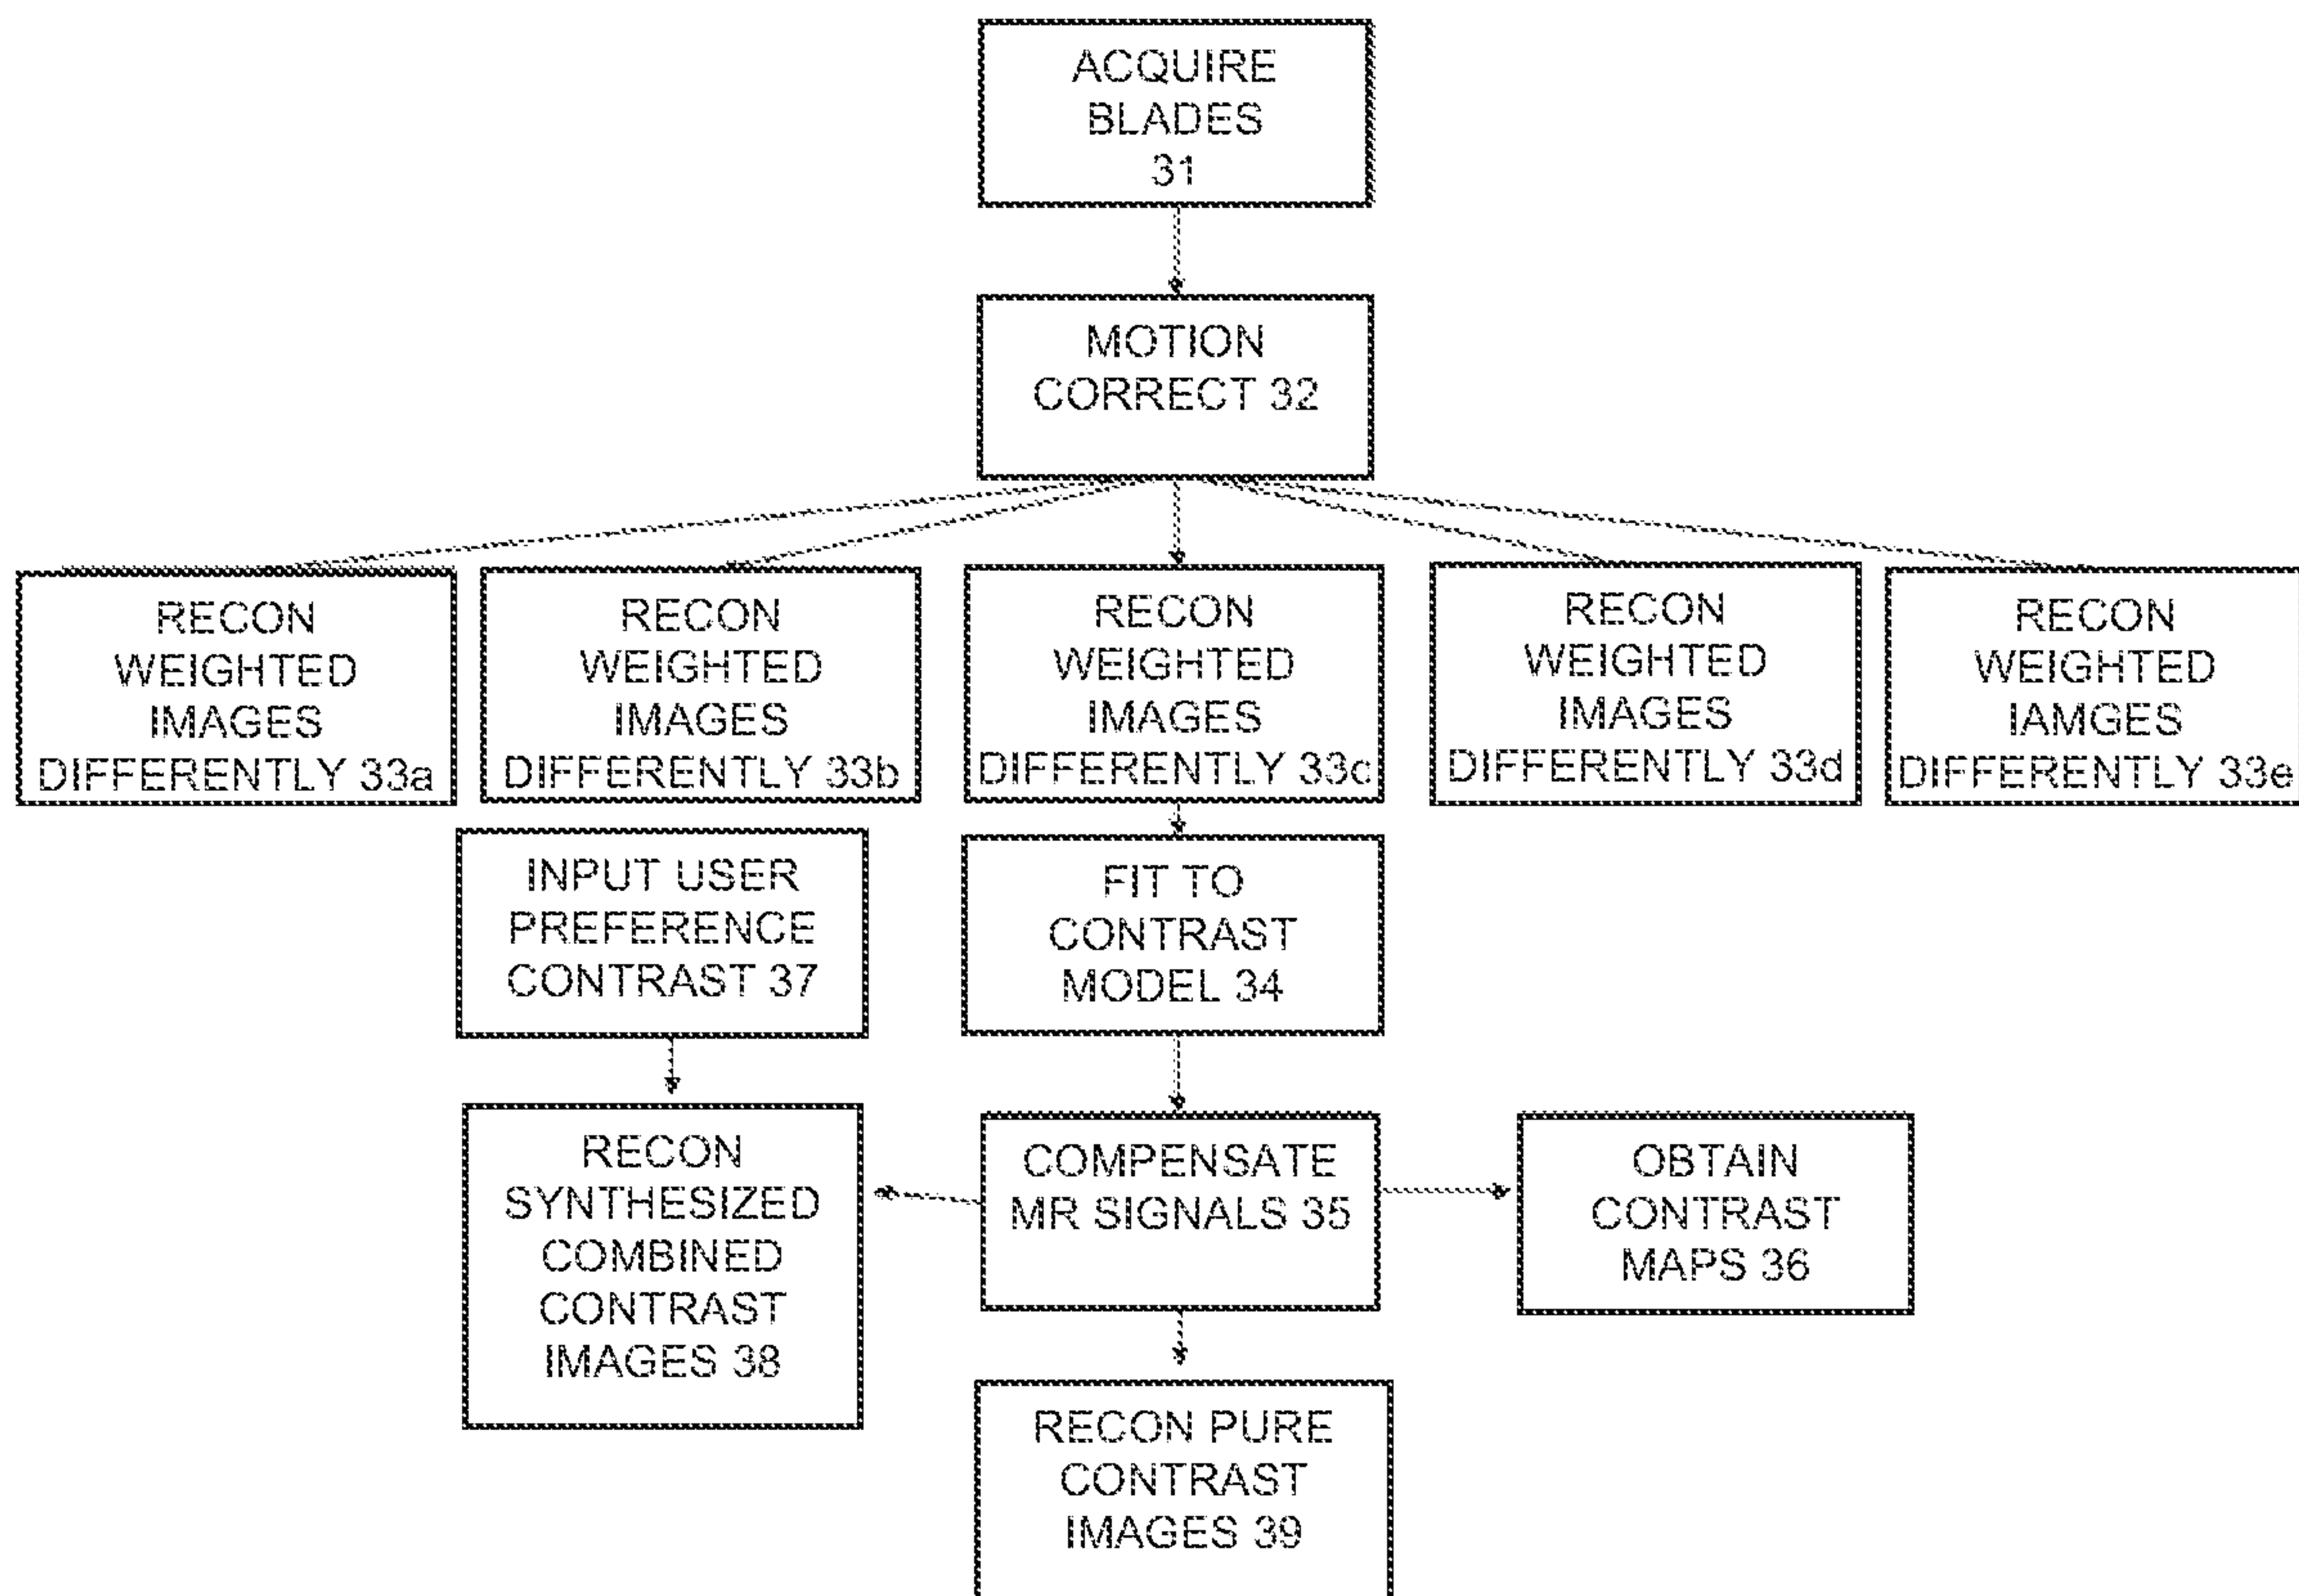 ACQUIRE
BLADES
31
MOTION
CORRECT 32
RECON
WEIGHTED
IMAGES
DIFFERENTLY 33a
RECON
WEIGHTED
IMAGES
DIFFERENTLY 33b
RECON
WEIGHTED
IMAGES
DIFFERENTLY 33c
RECON
WEIGHTED
IMAGES
DIFFERENTLY 33d
RECON
WEIGHTED
IAMGES
DIFFERENTLY 33e
INPUT USER
PREFERENCE
CONTRAST 37
FIT TO
CONTRAST
MODEL 34
RECON
SYNTHESIZED
COMBINED
CONTRAST
IMAGES 38
COMPENSATE
MR SIGNALS 35
OBTAIN
CONTRAST
MAPS 36
RECON PURE
CONTRAST
IMAGES 39